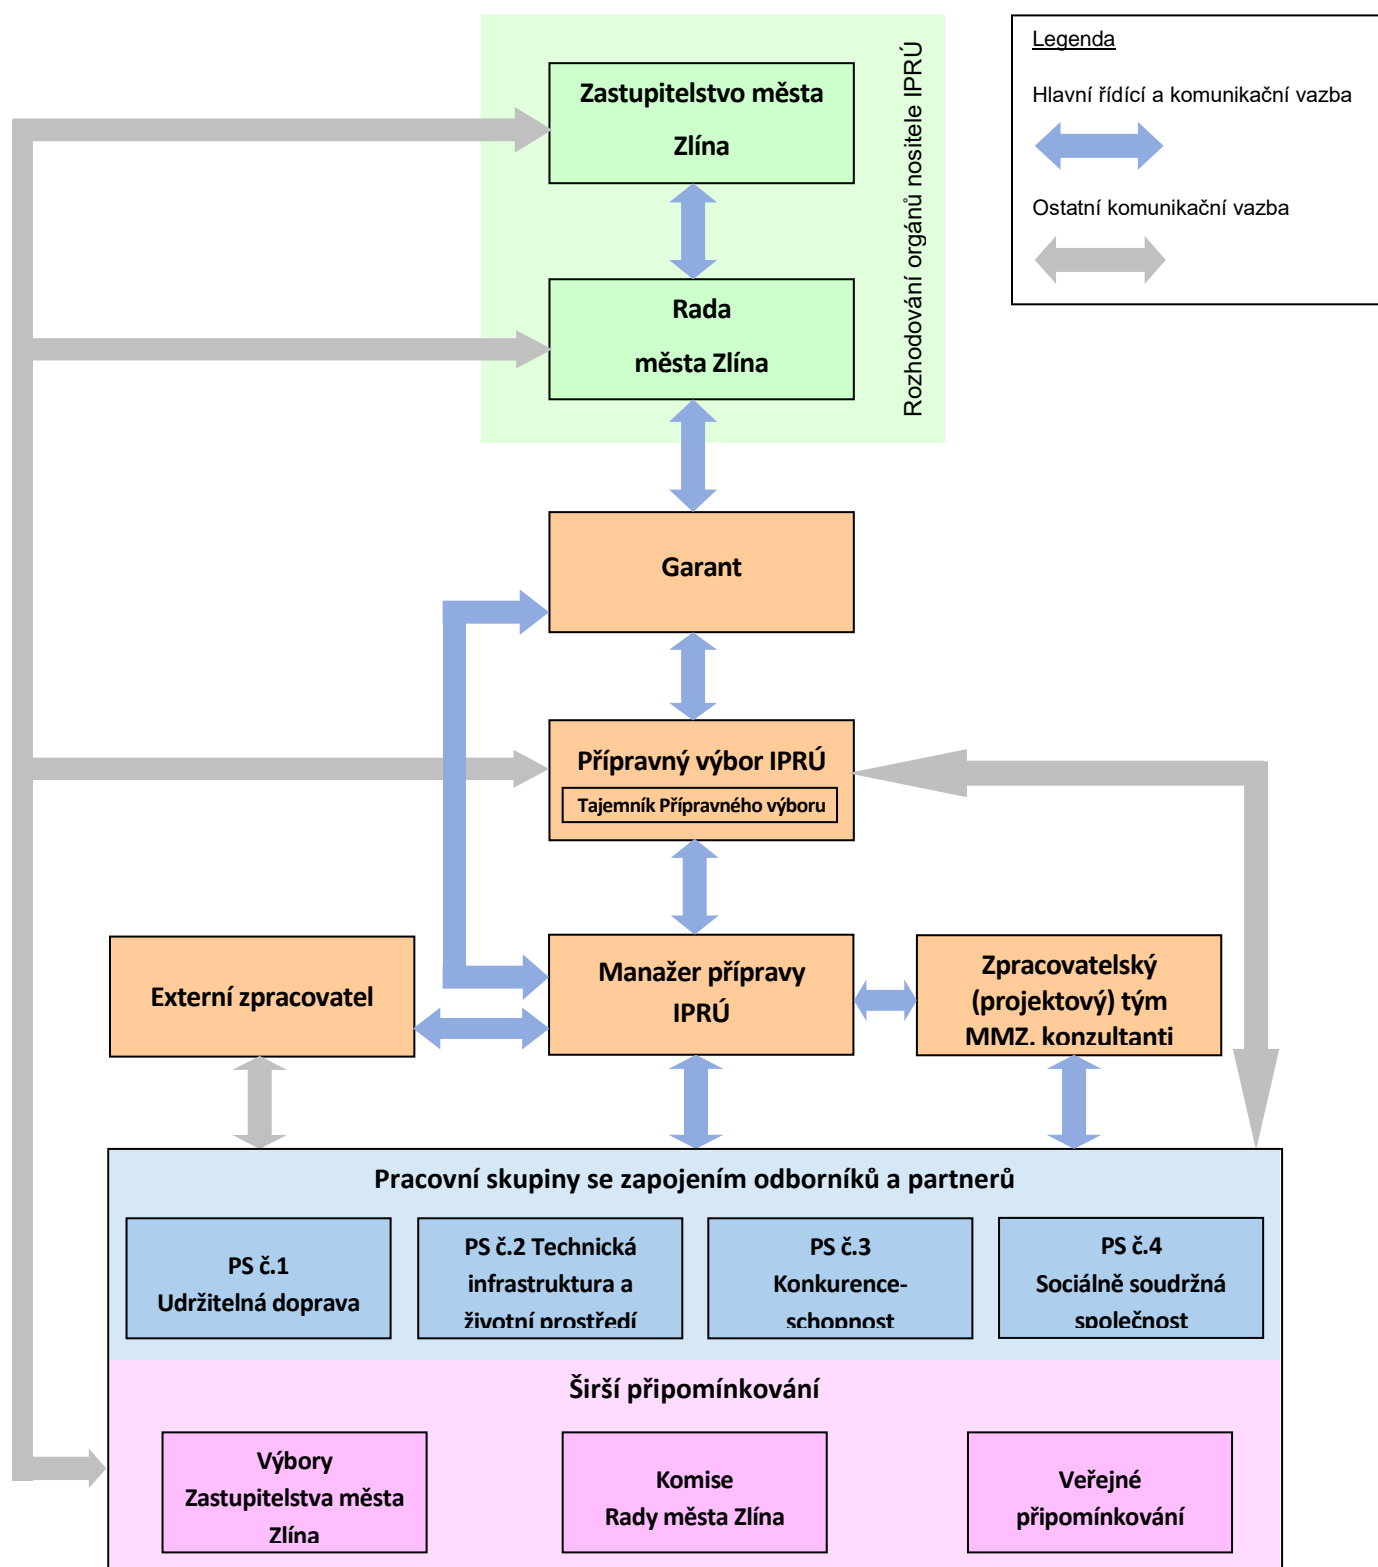 Legenda
Hlavní řídící a komunikační vazba
Ostatní komunikační vazba
Rozhodování orgánů nositele IPRÚ
Zastupitelstvo města
Zlína
Rada
města Zlína
Garant
Přípravný výbor IPRÚ
Tajemník Přípravného výboru
Externí zpracovatel
Manažer přípravy
IPRÚ
Zpracovatelský
(projektový) tým
MMZ, konzultanti
Pracovní skupiny se zapojením odborníků a partnerů
PS č.1
Udržitelná doprava
PS č.2 Technická
infrastruktura a
životní prostředí
PS č.3
Konkurence-
schopnost
PS č.4
Sociálně soudržná
společnost
Širší připomínkování
Výbory
Zastupitelstva města
Zlína
Komise
Rady města Zlína
Veřejné
připomínkování